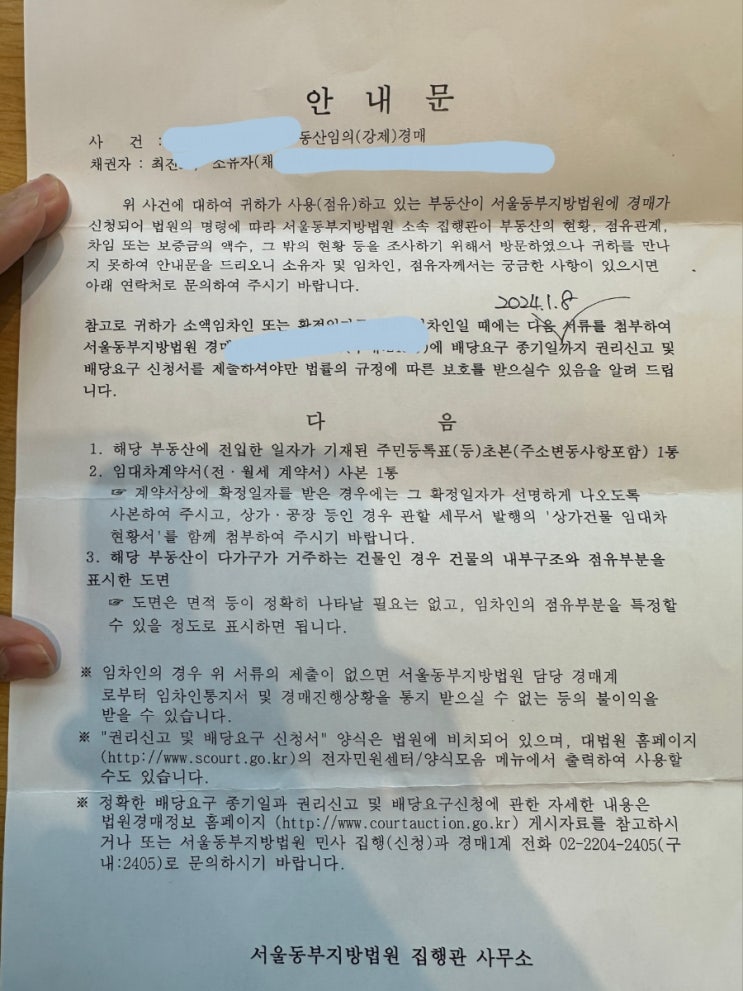 안 내 문
사 건 : 동산임의(강제)경매
채권자 : 최진 소유자(채
위 사건에 대하여 귀하가 사용(점유)하고 있는 부동산이 서울동부지방법원에 경매가
신청되어 법원의 명령에 따라 서울동부지방법원 소속 집행관이 부동산의 현황, 점유관계,
차임 또는 보증금의 액수, 그 밖의 현황 등을 조사하기 위해서 방문하였으나 귀하를 만나
지 못하여 안내문을 드리오니 소유자 및 임차인, 점유자께서는 궁금한 사항이 있으시면
아래 연락처로 문의하여 주시기 바랍니다.
2024.1.8
참고로 귀하가 소액임차인 또는 차인일 때에는 다음 서류를 첨부하여
서울동부지방법원 경매 에 배당요구 종기일까지 권리신고 및
배당요구 신청서를 제출하셔야만 법률의 규정에 따른 보호를 받으실수 있음을 알려 드립
니다.
다 음
1. 해당 부동산에 전입한 일자가 기재된 주민등록표(등)초본(주소변동사항포함) 1통
2. 임대차계약서(전·월세 계약서) 사본 1통
☞ 계약서상에 확정일자를 받은 경우에는 그 확정일자가 선명하게 나오도록
사본하여 주시고, 상가·공장 등인 경우 관할 세무서 발행의 '상가건물 임대차
현황서'를 함께 첨부하여 주시기 바랍니다.
3. 해당 부동산이 다가구가 거주하는 건물인 경우 건물의 내부구조와 점유부분을
표시한 도면
☞ 도면은 면적 등이 정확히 나타날 필요는 없고, 임차인의 점유부분을 특정할
수 있을 정도로 표시하면 됩니다.
※ 임차인의 경우 위 서류의 제출이 없으면 서울동부지방법원 담당 경매계
로부터 임차인통지서 및 경매진행상황을 통지 받으실 수 없는 등의 불이익을
받을 수 있습니다.
※ "권리신고 및 배당요구 신청서" 양식은 법원에 비치되어 있으며, 대법원 홈페이지
(http://www.scourt.go.kr)의 전자민원센터/양식모음 메뉴에서 출력하여 사용할
수도 있습니다.
※ 정확한 배당요구 종기일과 권리신고 및 배당요구신청에 관한 자세한 내용은
법원경매정보 홈페이지 (http://www.courtauction.go.kr) 게시자료를 참고하시
거나 또는 서울동부지방법원 민사 집행(신청)과 경매1계 전화 02-2204-2405(구
내:2405)로 문의하시기 바랍니다.
서울동부지방법원 집행관 사무소